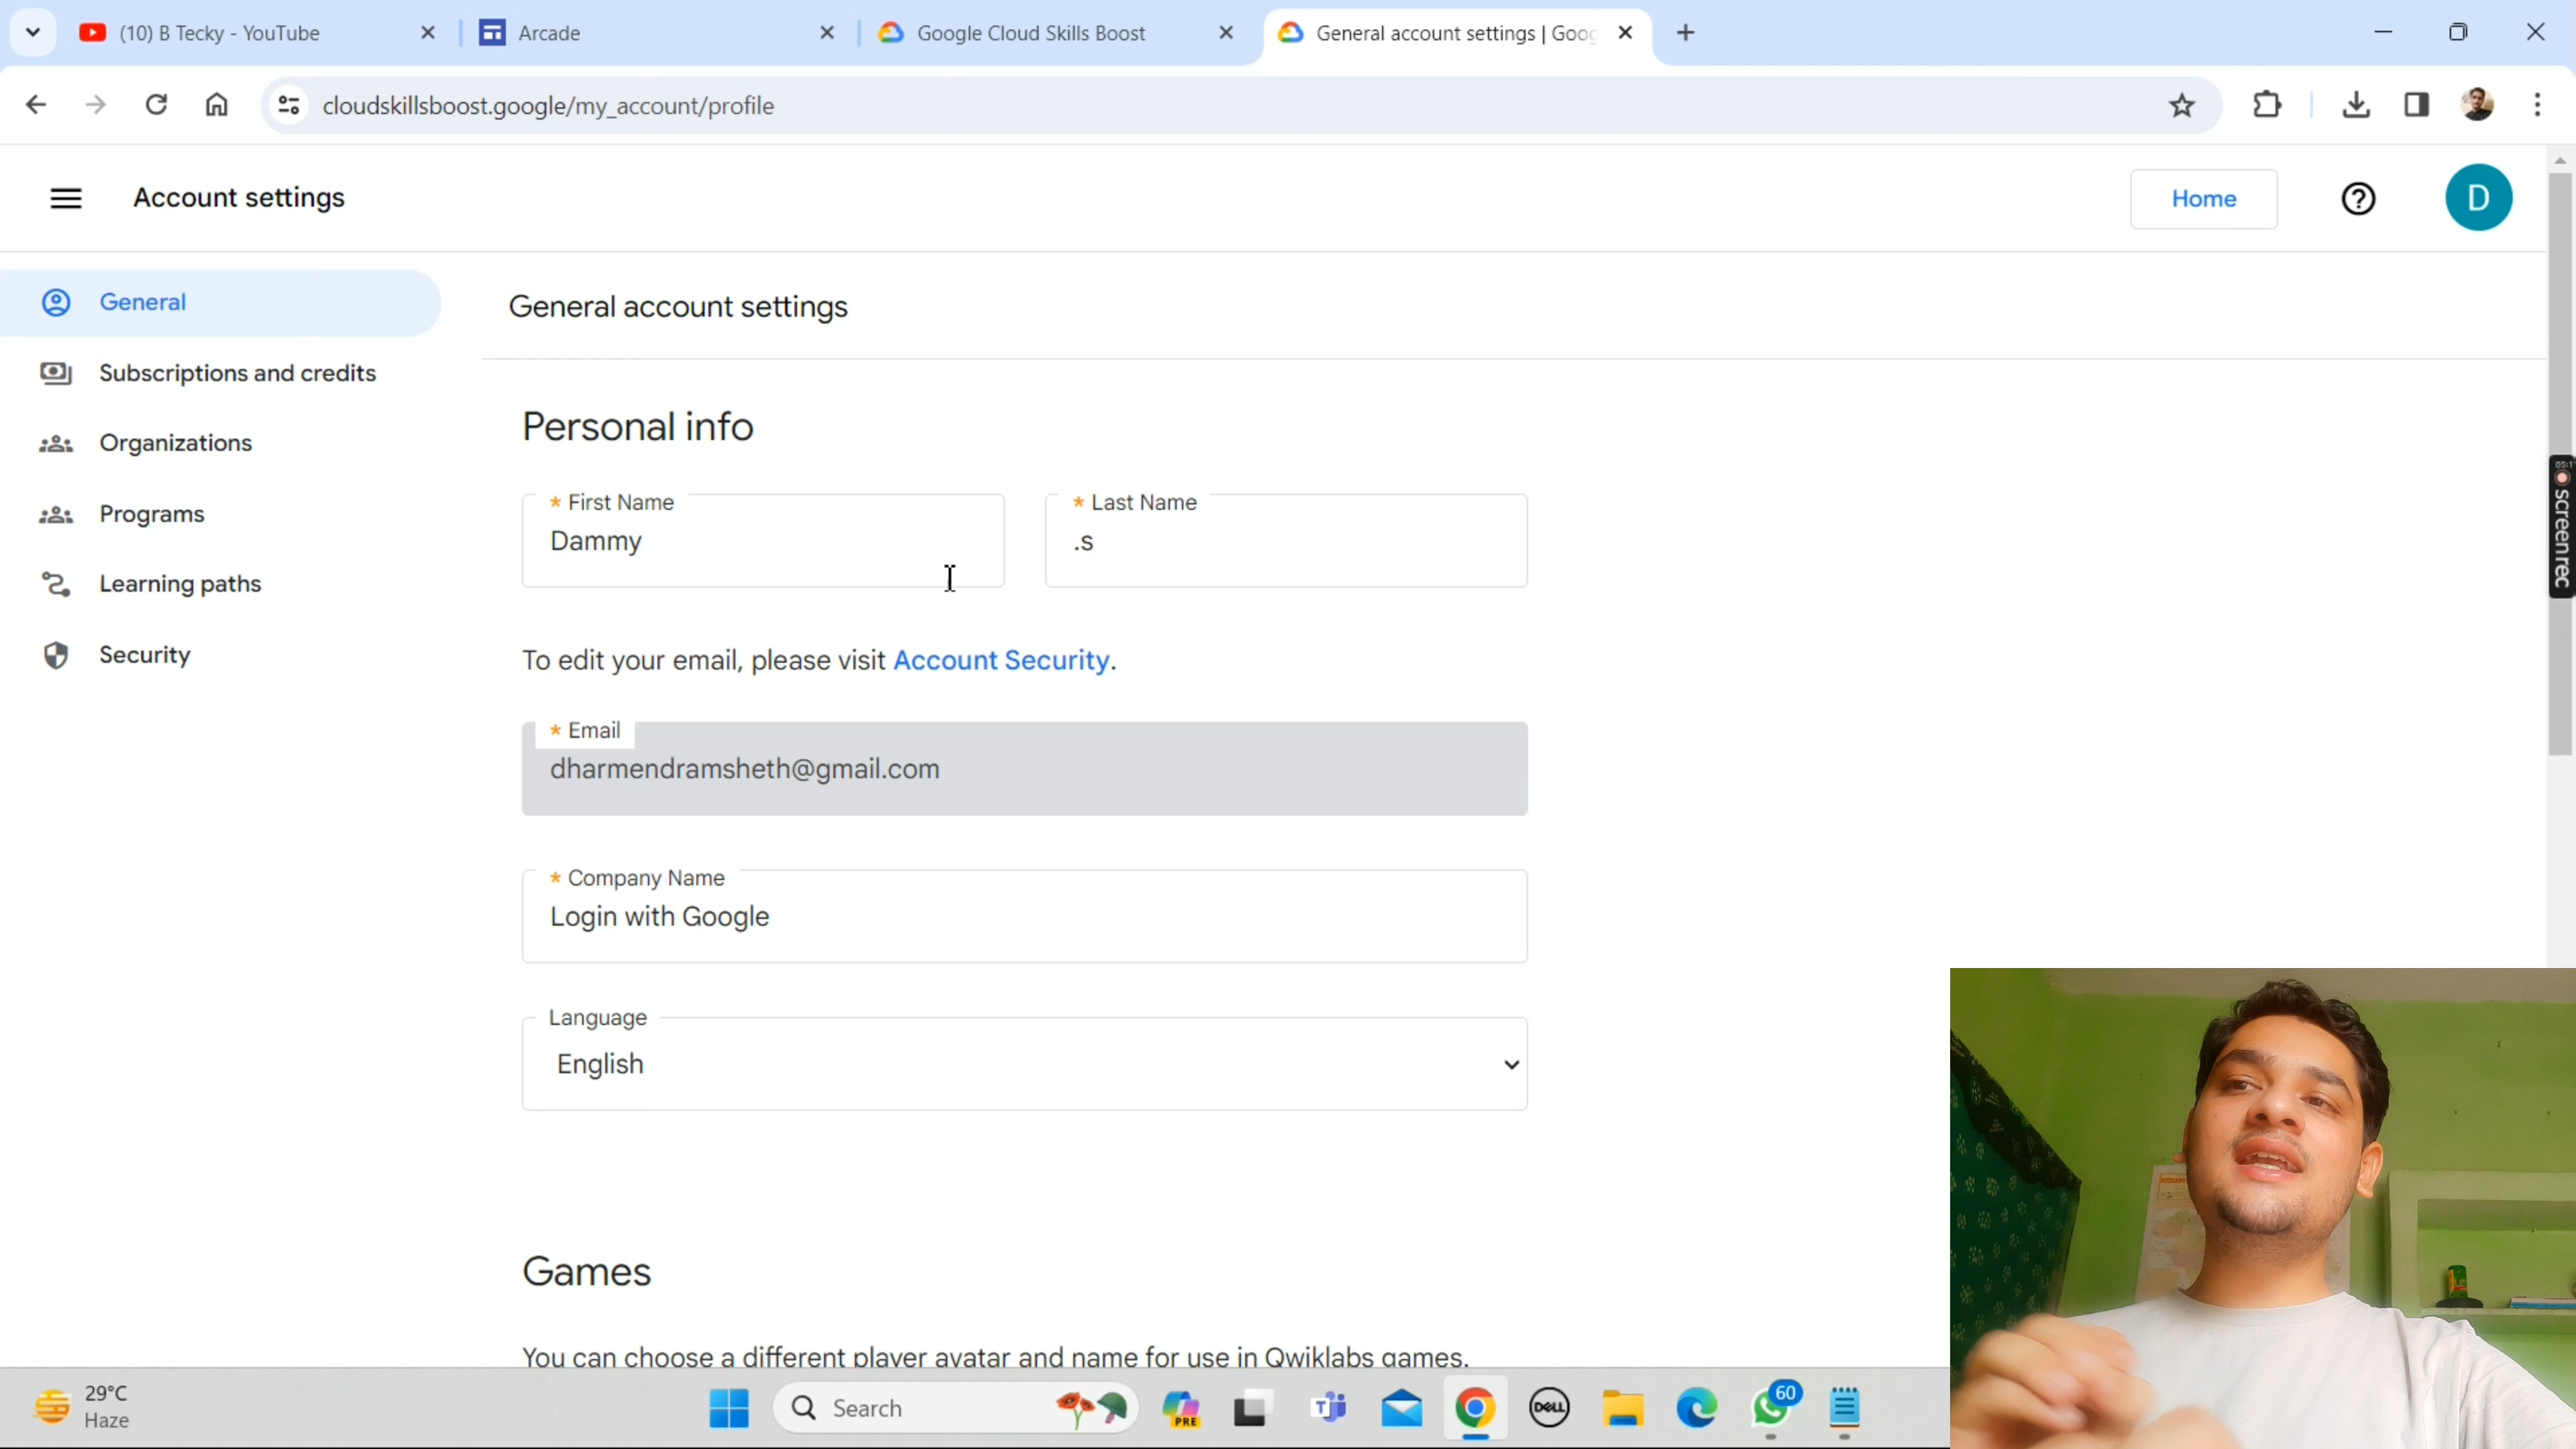 (10) B Tecky - YouTube
Arcade
Google Cloud Skills Boost
General account settings | Goog
cloudskillsboost.google/my_account/profile
Account settings
Home
D
General
Subscriptions and credits
Organizations
Programs
Learning paths
Security
General account settings
Personal info
* First Name
Dammy
* Last Name
.s
To edit your email, please visit Account Security.
* Email
dharmendramsheth@gmail.com
* Company Name
Login with Google
Language
English
Games
You can choose a different player avatar and name for use in Qwiklabs games.
screenrec
29°C
Haze
Search
PRE
DELL
60